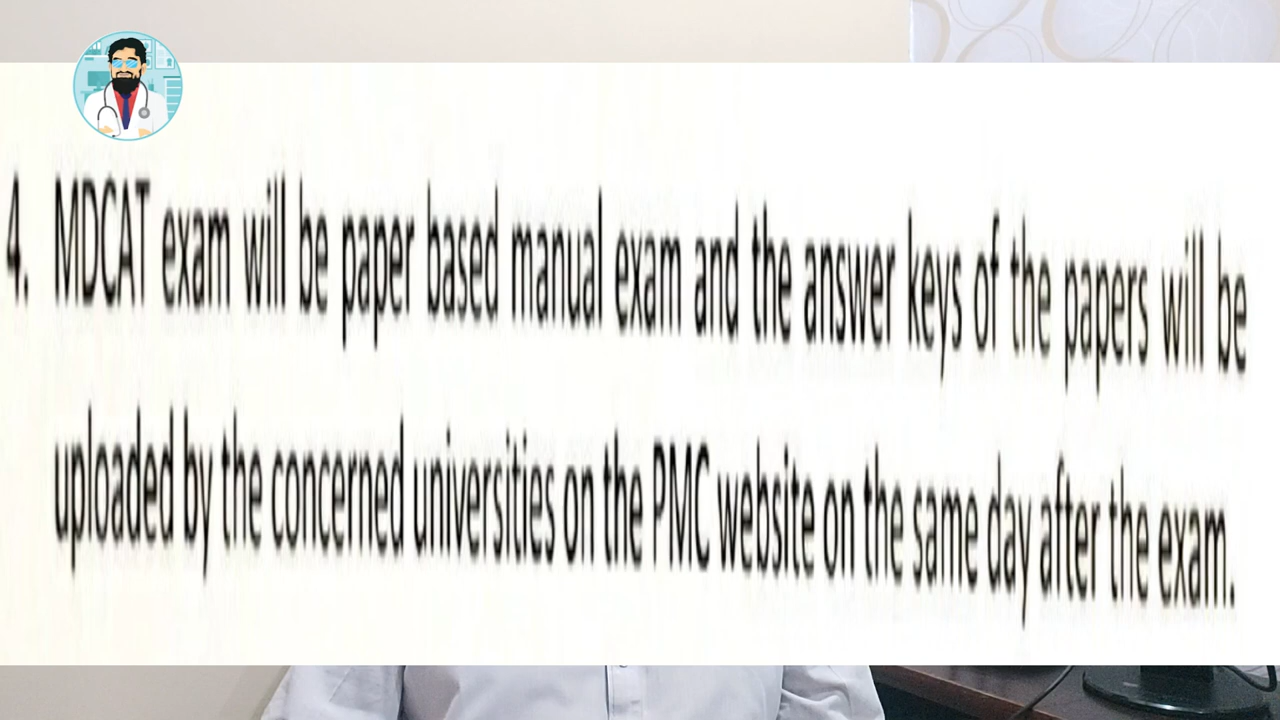 4. MDCAT exam will be paper based manual exam and the answer keys of the papers will be
uploaded by the concerned universities on the PMC website on the same day after the exam.